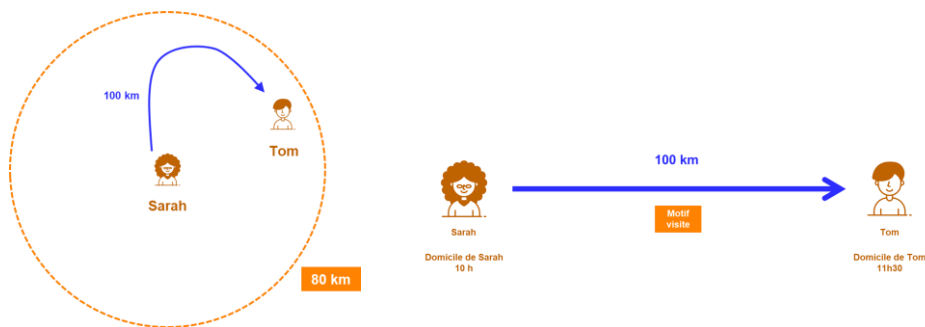 100 km
Tom
Sarah
80 km
100 km
Motif
visite
Sarah
Tom
Domicile de Sarah
10 h
Domicile de Tom
11h30